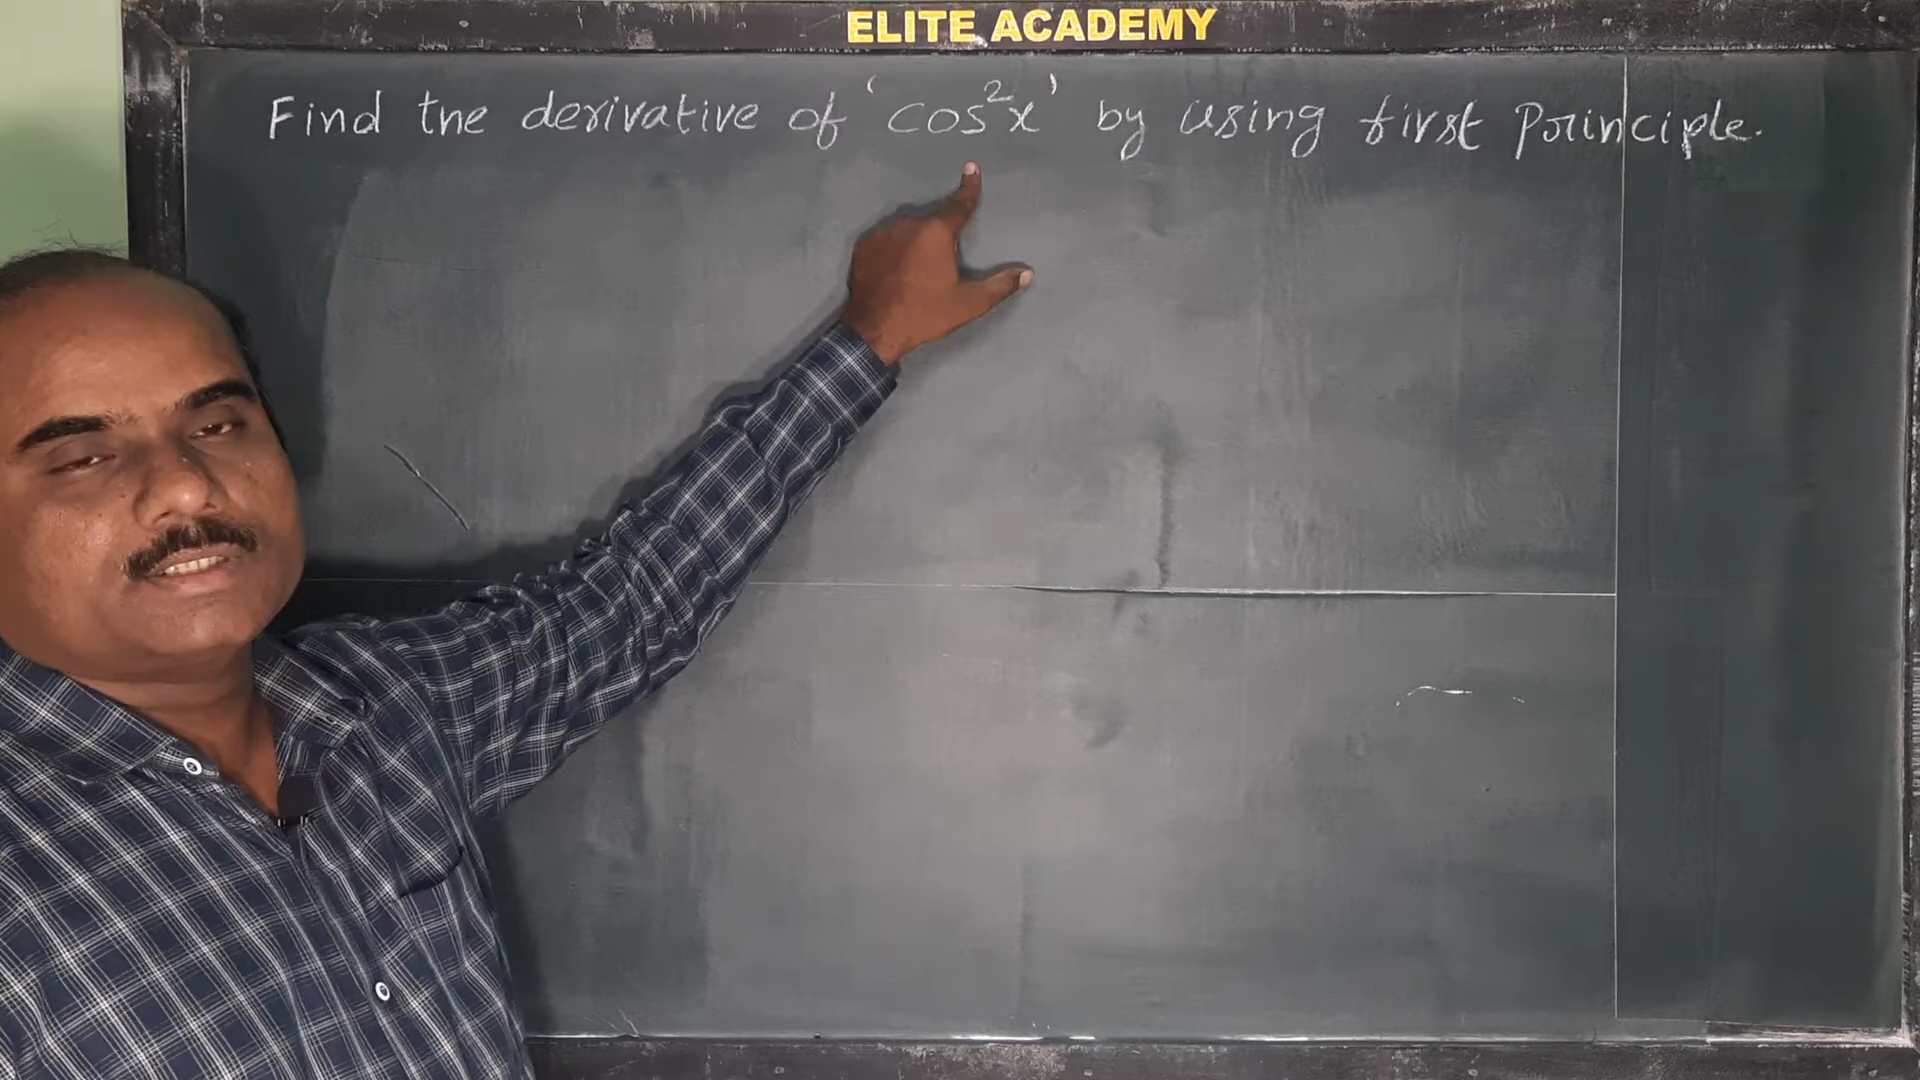 ELITE ACADEMY
Find the derivative of 'cos²x' by using first principle.